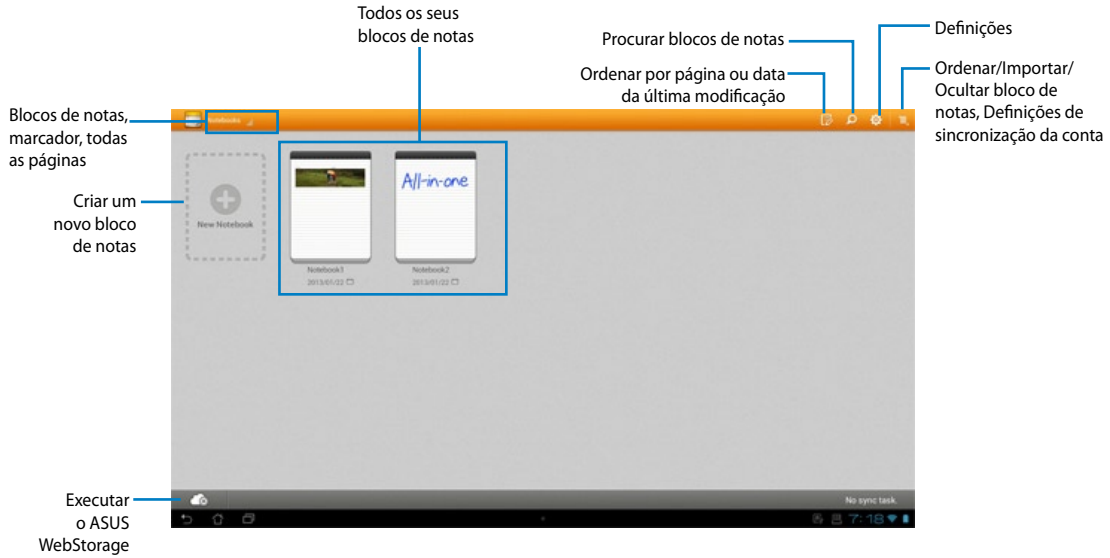 Todos os seus
blocos de notas
Procurar blocos de notas
Definições
Ordenar por página ou data
da última modificação
Ordenar/Importar/
Ocultar bloco de
notas, Definições de
sincronização da conta
Blocos de notas,
marcador, todas
as páginas
Notebooks
Criar um
novo bloco
de notas
New Notebook
All-in-one
Notebook1
2013/01/22
Notebook2
2013/01/22
Executar
o ASUS
WebStorage
No sync task.
7:18